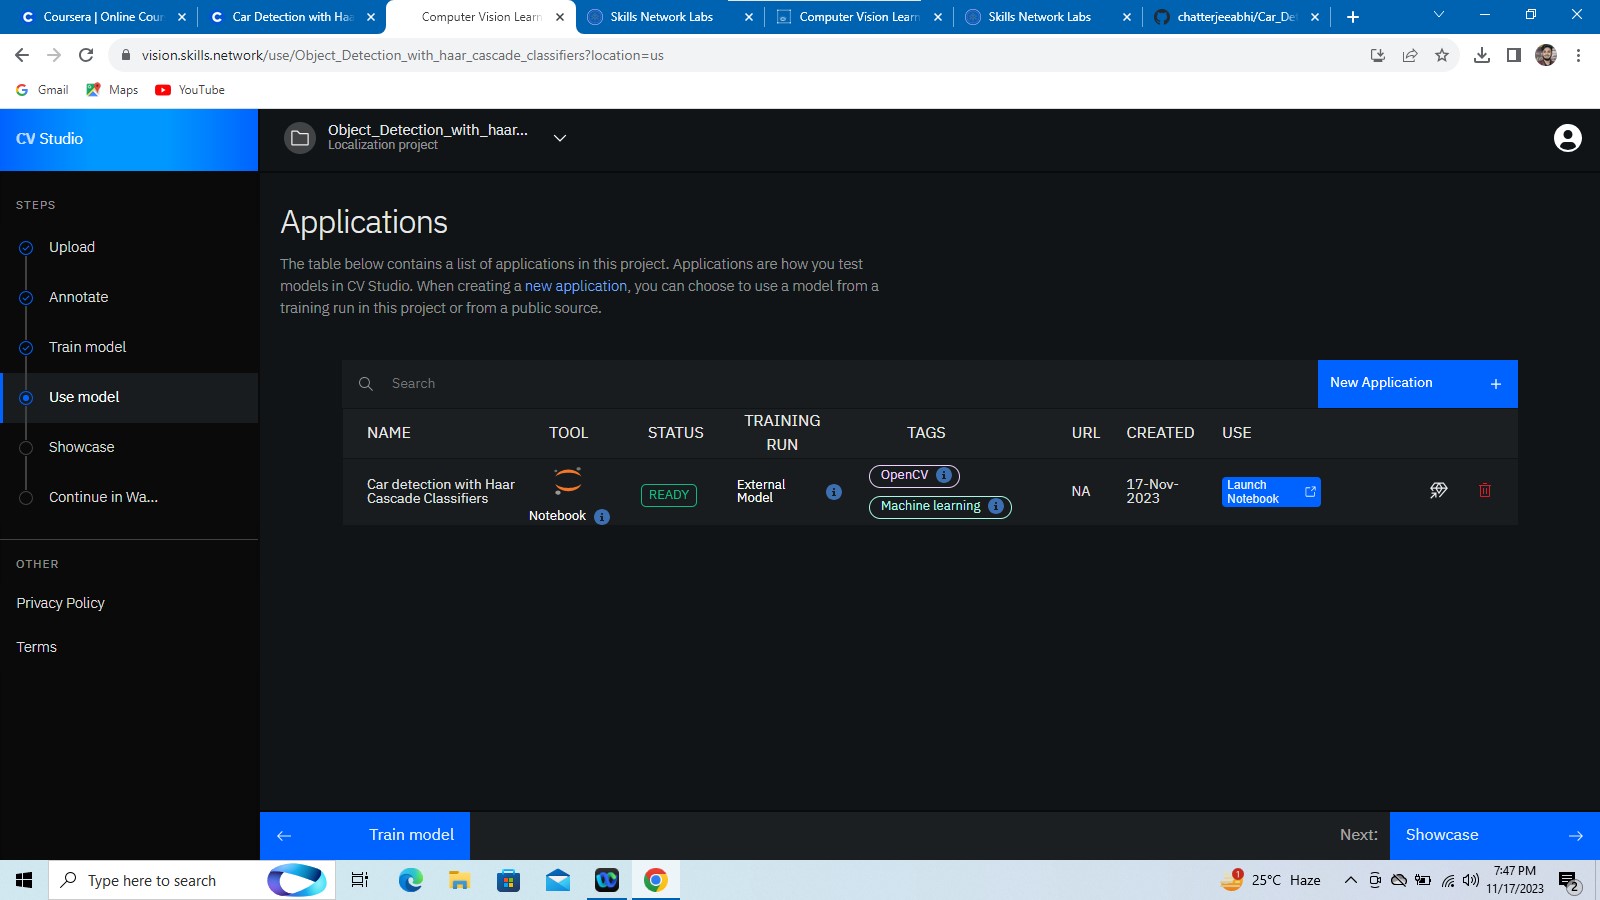 Coursera | Online Cour
Car Detection with Haa
Computer Vision Learn
Skills Network Labs
Computer Vision Learn
Skills Network Labs
chatterjeeabhi/Car_De
vision.skills.network/use/Object_Detection_with_haar_cascade_classifiers?location=us
Gmail
Maps
YouTube
CV Studio
Object_Detection_with_haar...
Localization project
STEPS
Upload
Annotate
Train model
Use model
Showcase
Continue in Wa...
OTHER
Privacy Policy
Terms
Applications
The table below contains a list of applications in this project. Applications are how you test
models in CV Studio. When creating a new application, you can choose to use a model from a
training run in this project or from a public source.
Search
New Application +
NAME TOOL STATUS TRAINING RUN TAGS URL CREATED USE
Car detection with Haar
Cascade Classifiers
Notebook
READY
External
Model
OpenCV
Machine learning
NA
17-Nov-
2023
Launch
Notebook
Train model
Next:
Showcase
Type here to search
1
25°C Haze
7:47 PM
11/17/2023
2